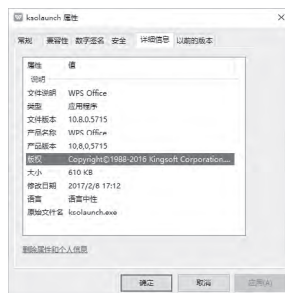 ksolaunch 属性
常规 兼容性 数字签名 安全 详细信息 以前的版本
属性 值
说明
文件说明 WPS Office
类型 应用程序
文件版本 10.8.0.5715
产品名称 WPS Office
产品版本 10,8,0,5715
版权 Copyright©1988-2016 Kingsoft Corporation....
大小 610 KB
修改日期 2017/2/8 17:12
语言 语言中性
原始文件名 ksolaunch.exe
删除属性和个人信息
确定 取消 应用(A)